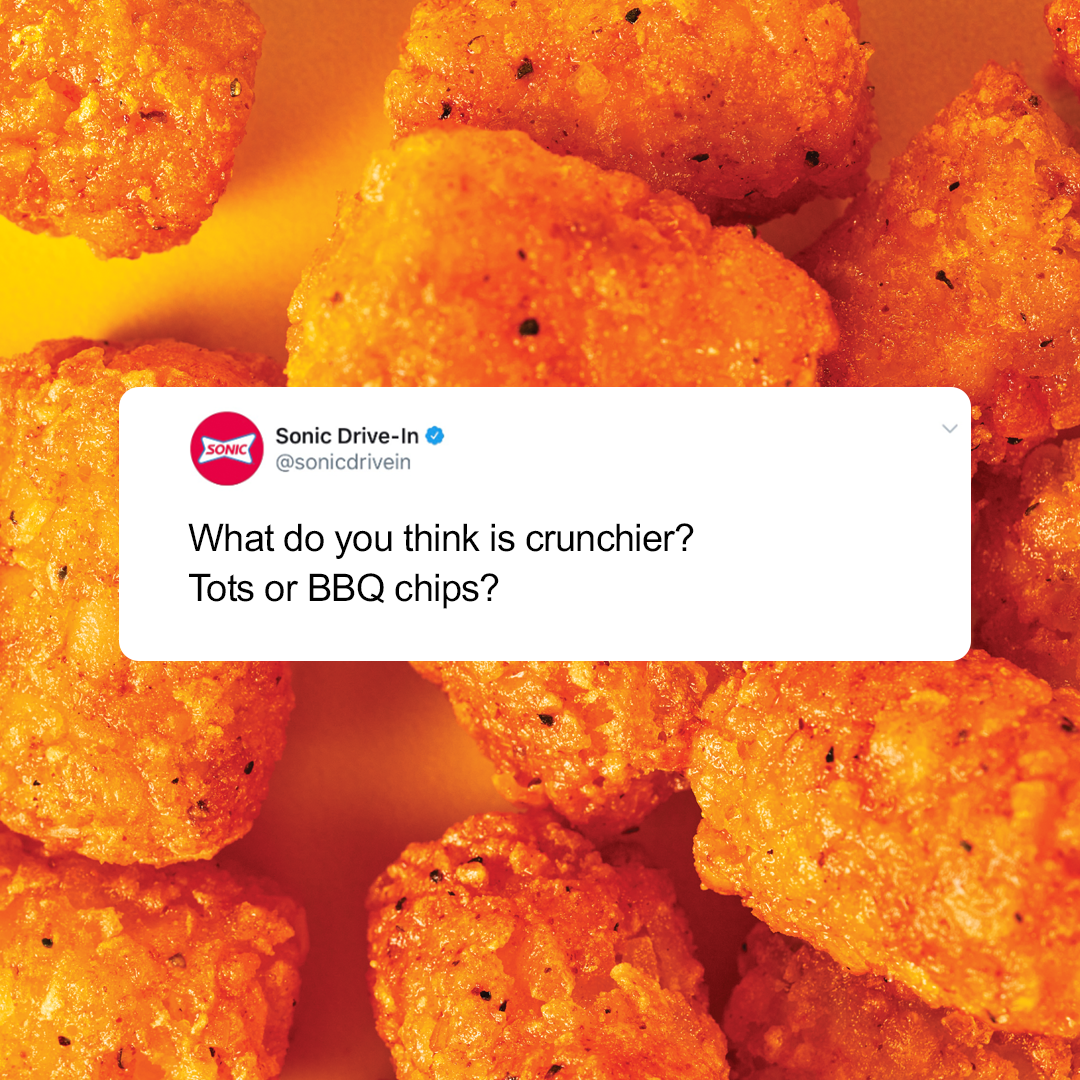 SONIC
Sonic Drive-In
@sonicdrivein
What do you think is crunchier?
Tots or BBQ chips?